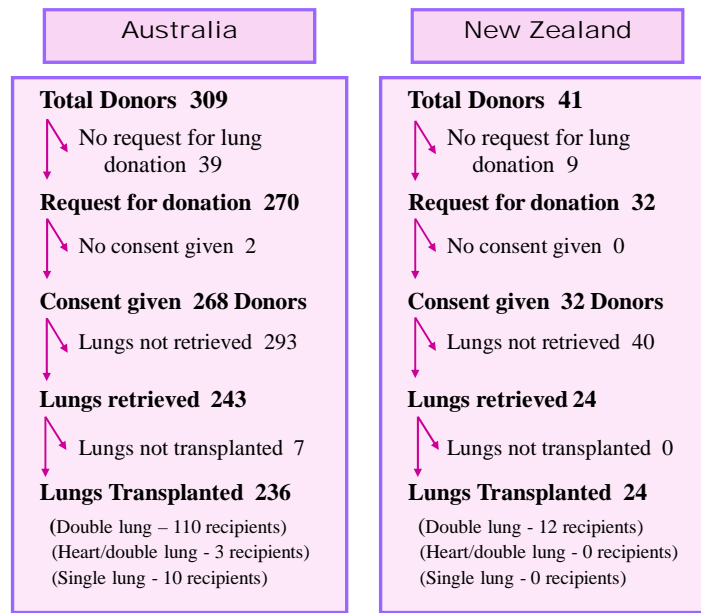 Australia
Total Donors 309
No request for lung
donation 39
Request for donation 270
No consent given 2
Consent given 268 Donors
Lungs not retrieved 293
Lungs retrieved 243
Lungs not transplanted 7
Lungs Transplanted 236
(Double lung – 110 recipients)
(Heart/double lung - 3 recipients)
(Single lung - 10 recipients)
New Zealand
Total Donors 41
No request for lung
donation 9
Request for donation 32
No consent given 0
Consent given 32 Donors
Lungs not retrieved 40
Lungs retrieved 24
Lungs not transplanted 0
Lungs Transplanted 24
(Double lung - 12 recipients)
(Heart/double lung - 0 recipients)
(Single lung - 0 recipients)